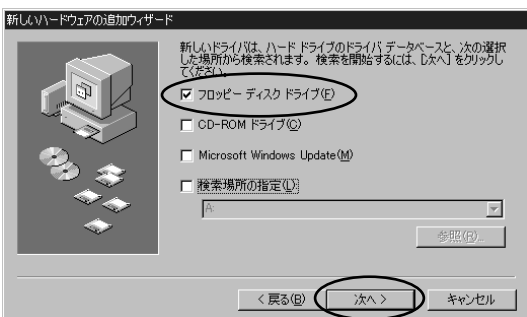 新しいハードウェアの追加ウィザード
新しいドライバは、ハード ドライブのドライバ データベースと、次の選択
した場所から検索されます。検索を開始するには、[次へ] をクリックし
てください。
フロッピー ディスク ドライブ(F)
CD-ROM ドライブ(C)
Microsoft Windows Update(M)
検索場所の指定(L):
A:
参照(R)...
< 戻る(B)
次へ >
キャンセル